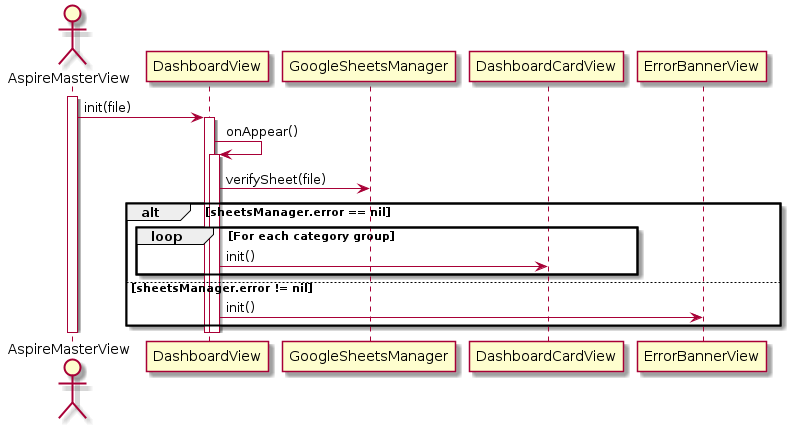 AspireMasterView
DashboardView
GoogleSheetsManager
DashboardCardView
ErrorBannerView
init(file)
onAppear()
verifySheet(file)
alt
[sheetsManager.error == nil]
loop
[For each category group]
init()
[sheetsManager.error != nil]
init()
AspireMasterView
DashboardView
GoogleSheetsManager
DashboardCardView
ErrorBannerView